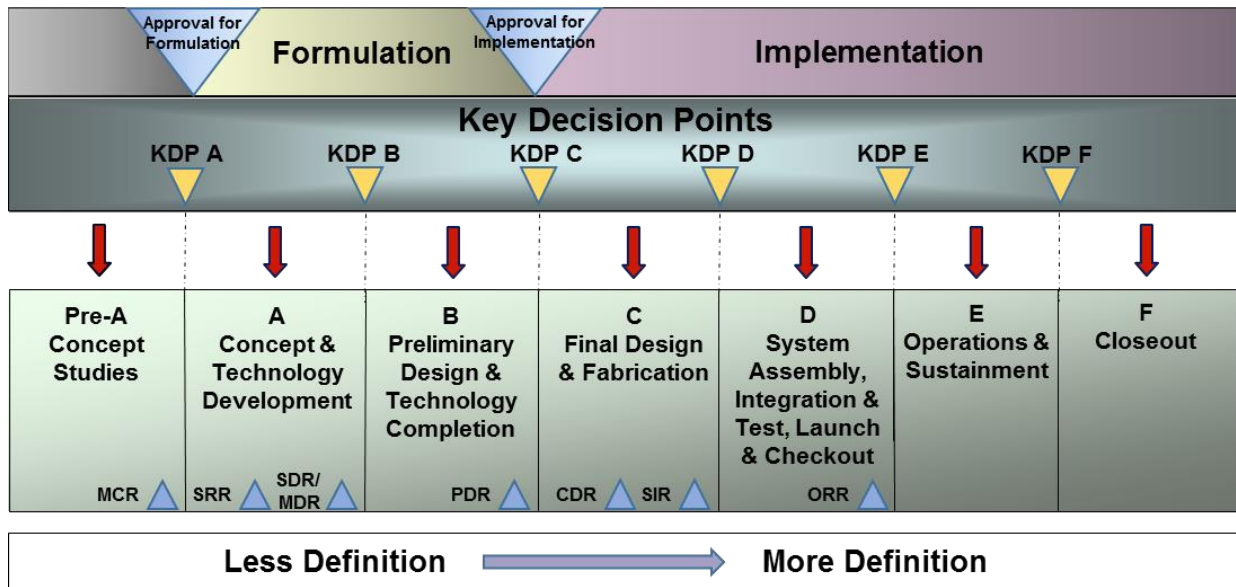 Approval for
Formulation
Formulation
Approval for
Implementation
Implementation
Key Decision Points
KDP A
KDP B
KDP C
KDP D
KDP E
KDP F
Pre-A
Concept
Studies
MCR
A
Concept &
Technology
Development
SRR
SDR/
MDR
B
Preliminary
Design &
Technology
Completion
PDR
C
Final Design
& Fabrication
CDR
SIR
D
System
Assembly,
Integration &
Test, Launch
& Checkout
ORR
E
Operations &
Sustainment
F
Closeout
Less Definition
More Definition